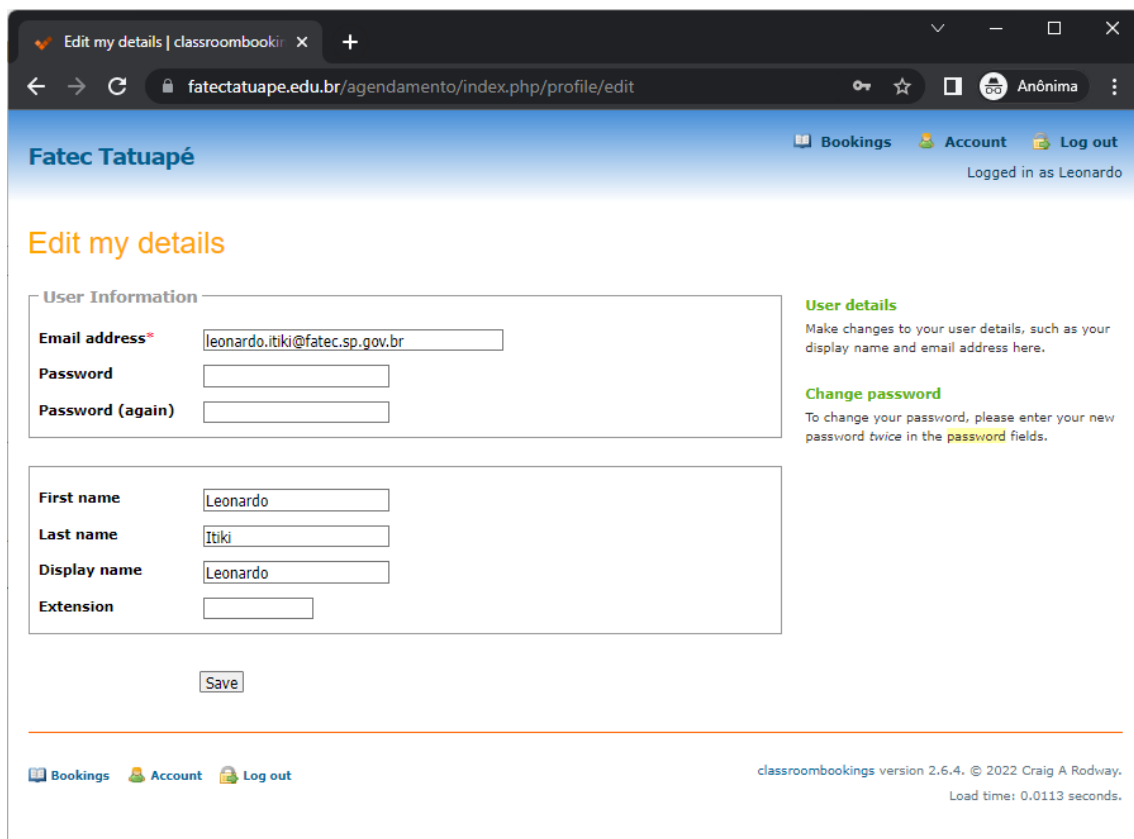 Edit my details | classroombookin
fatectatuape.edu.br/agendamento/index.php/profile/edit
Anônima
Fatec Tatuapé
Bookings Account Log out
Logged in as Leonardo
Edit my details
User Information
Email address* leonardo.itiki@fatec.sp.gov.br
Password
Password (again)
User details
Make changes to your user details, such as your
display name and email address here.
Change password
To change your password, please enter your new
password twice in the password fields.
First name Leonardo
Last name Itiki
Display name Leonardo
Extension
Save
Bookings Account Log out
classroombookings version 2.6.4. © 2022 Craig A Rodway.
Load time: 0.0113 seconds.